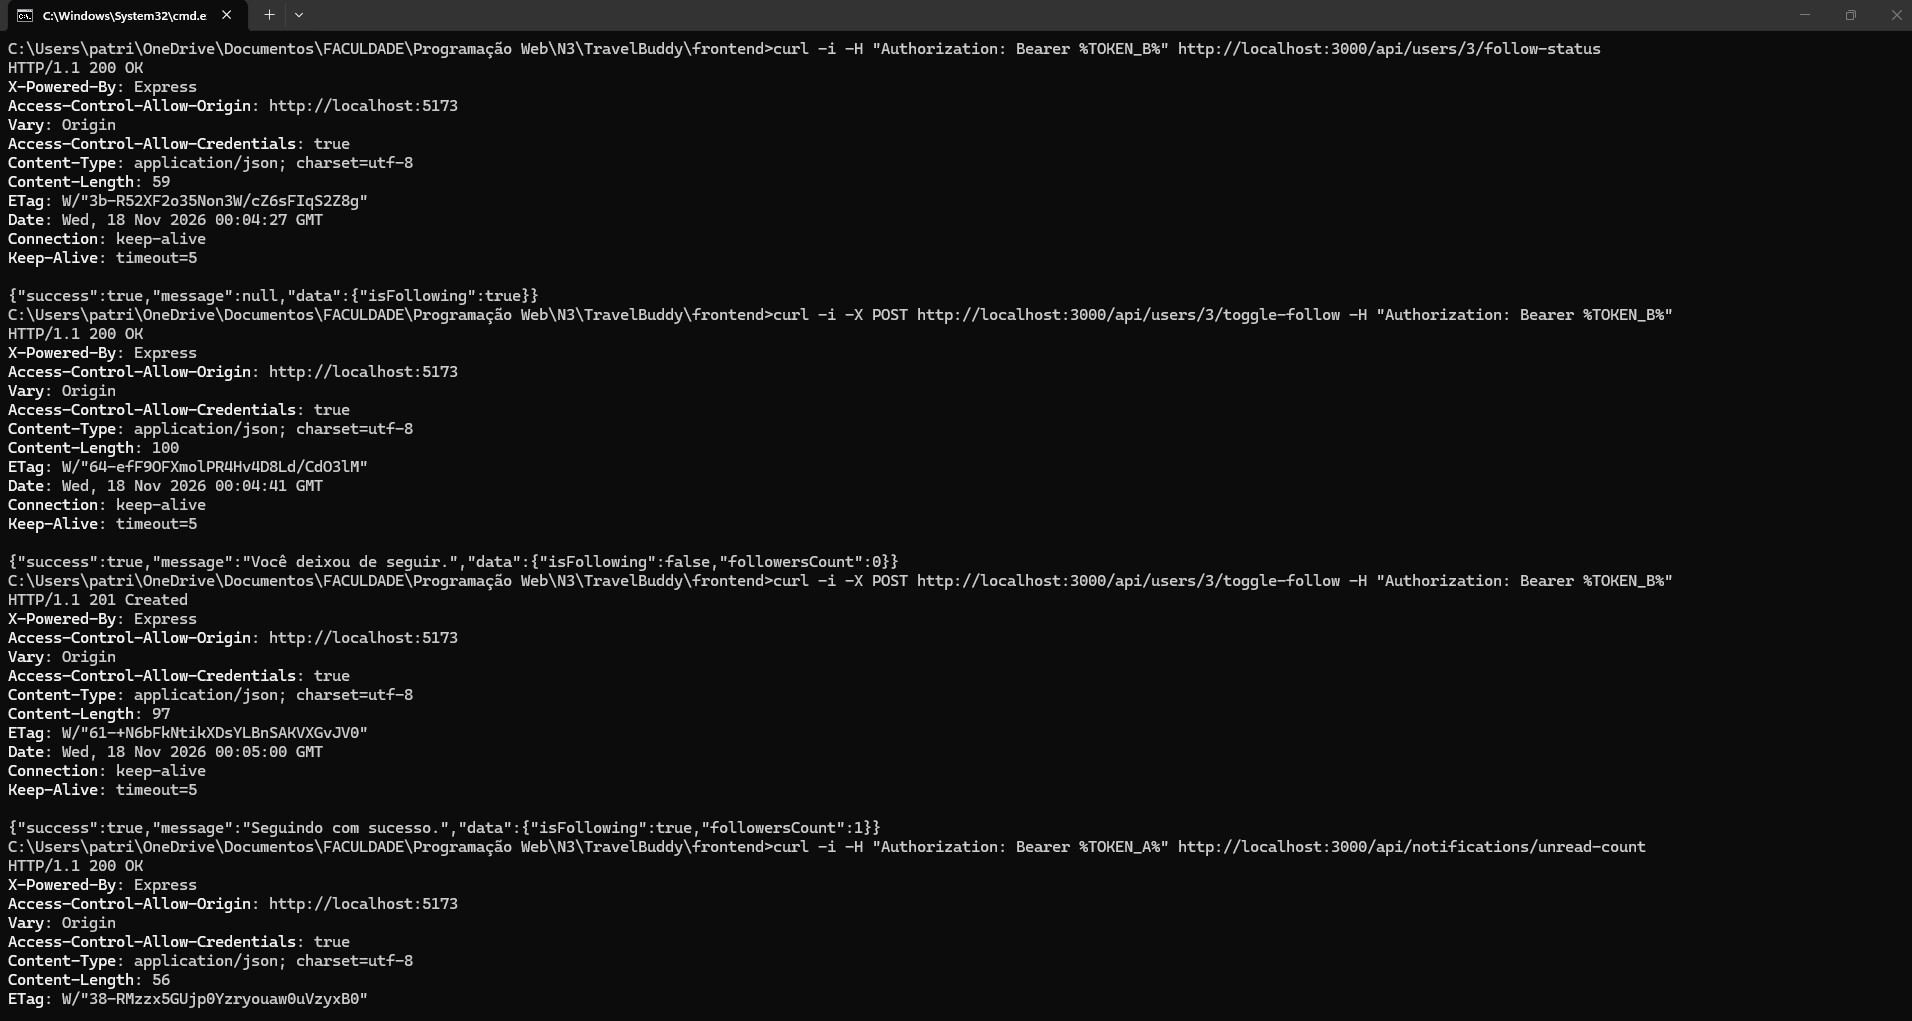 C:\Windows\System32\cmd.e
C:\Users\patri\OneDrive\Documentos\FACULDADE\Programação Web\N3\TravelBuddy\frontend>curl -i -H "Authorization: Bearer %TOKEN_B%" http://localhost:3000/api/users/3/follow-status
HTTP/1.1 200 OK
X-Powered-By: Express
Access-Control-Allow-Origin: http://localhost:5173
Vary: Origin
Access-Control-Allow-Credentials: true
Content-Type: application/json; charset=utf-8
Content-Length: 59
ETag: W/"3b-R52XF2o35Non3W/cZ6sFIqS2Z8g"
Date: Wed, 18 Nov 2026 00:04:27 GMT
Connection: keep-alive
Keep-Alive: timeout=5
{"success":true,"message":null,"data":{"isFollowing":true}}
C:\Users\patri\OneDrive\Documentos\FACULDADE\Programação Web\N3\TravelBuddy\frontend>curl -i -X POST http://localhost:3000/api/users/3/toggle-follow -H "Authorization: Bearer %TOKEN_B%"
HTTP/1.1 200 OK
X-Powered-By: Express
Access-Control-Allow-Origin: http://localhost:5173
Vary: Origin
Access-Control-Allow-Credentials: true
Content-Type: application/json; charset=utf-8
Content-Length: 100
ETag: W/"64-efF9OFXmolPR4Hv4D8Ld/CdO3lM"
Date: Wed, 18 Nov 2026 00:04:41 GMT
Connection: keep-alive
Keep-Alive: timeout=5
{"success":true,"message":"Você deixou de seguir.","data":{"isFollowing":false,"followersCount":0}}
C:\Users\patri\OneDrive\Documentos\FACULDADE\Programação Web\N3\TravelBuddy\frontend>curl -i -X POST http://localhost:3000/api/users/3/toggle-follow -H "Authorization: Bearer %TOKEN_B%"
HTTP/1.1 201 Created
X-Powered-By: Express
Access-Control-Allow-Origin: http://localhost:5173
Vary: Origin
Access-Control-Allow-Credentials: true
Content-Type: application/json; charset=utf-8
Content-Length: 97
ETag: W/"61-+N6bFkNtikXDsYLBnSAKVXGvJV0"
Date: Wed, 18 Nov 2026 00:05:00 GMT
Connection: keep-alive
Keep-Alive: timeout=5
{"success":true,"message":"Seguindo com sucesso.","data":{"isFollowing":true,"followersCount":1}}
C:\Users\patri\OneDrive\Documentos\FACULDADE\Programação Web\N3\TravelBuddy\frontend>curl -i -H "Authorization: Bearer %TOKEN_A%" http://localhost:3000/api/notifications/unread-count
HTTP/1.1 200 OK
X-Powered-By: Express
Access-Control-Allow-Origin: http://localhost:5173
Vary: Origin
Access-Control-Allow-Credentials: true
Content-Type: application/json; charset=utf-8
Content-Length: 56
ETag: W/"38-RMzzx5GUjp0Yzryouaw0uVzyxB0"